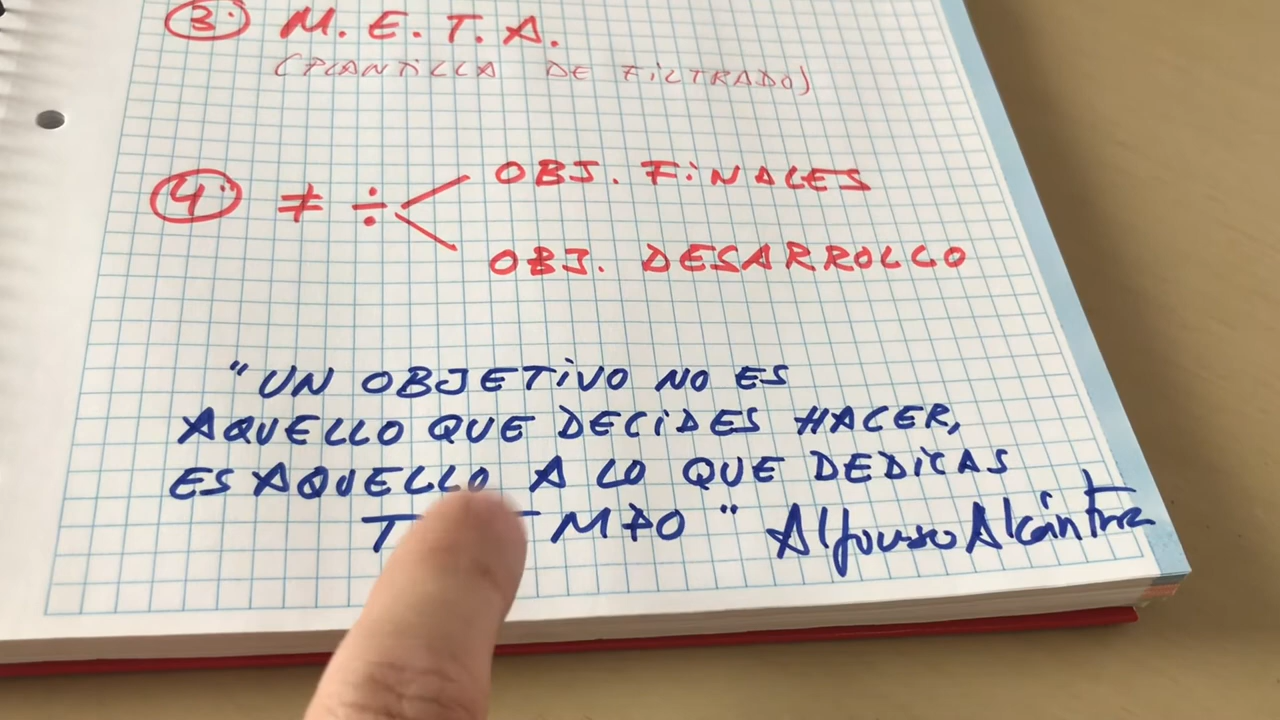 3. M. E. T. A.
(PLANTILLA DE FILTRADO)
4. ≠ ÷ OBJ. FINALES
OBJ. DESARROLLO
"UN OBJETIVO NO ES
AQUELLO QUE DECIDES HACER,
ES AQUELLO A LO QUE DEDICAS
" Alfonso Alcántara